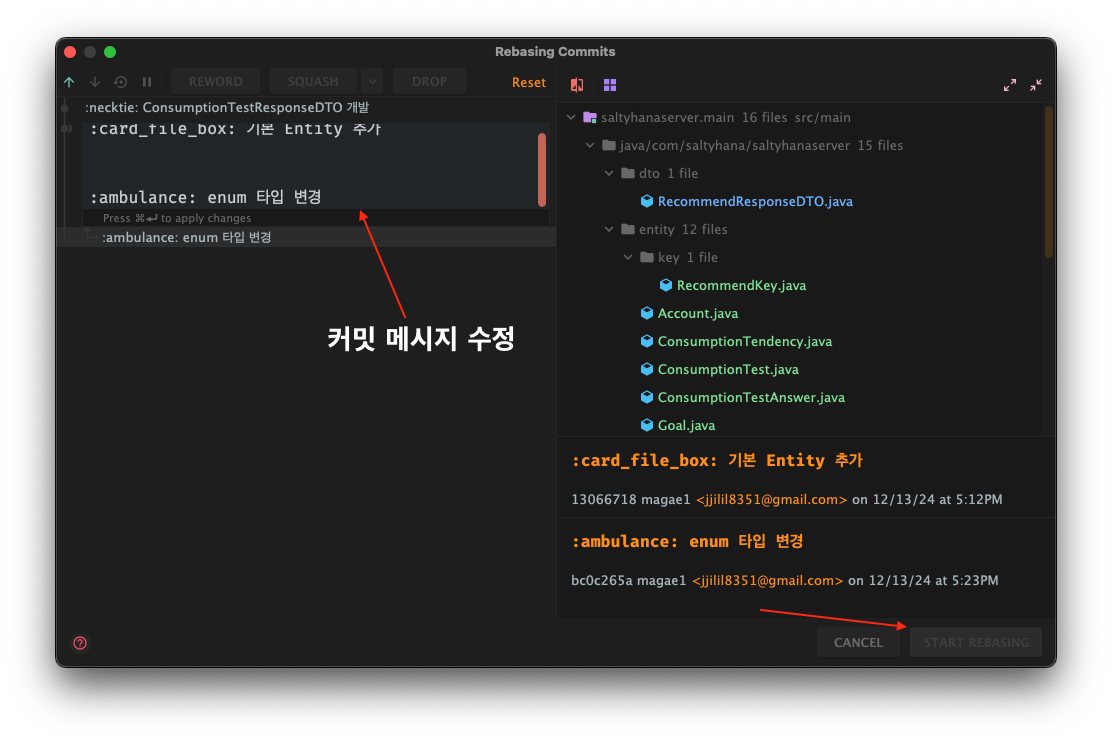 Rebasing Commits
REWORD
SQUASH
DROP
Reset
:necktie: ConsumptionTestResponseDTO 개발
:card_file_box: 기본 Entity 추가
:ambulance: enum 타입 변경
Press ⌘↵ to apply changes
:ambulance: enum 타입 변경
커밋 메시지 수정
saltyhanaserver.main 16 files src/main
java/com/saltyhana/saltyhanaserver 15 files
dto 1 file
RecommendResponseDTO.java
entity 12 files
key 1 file
RecommendKey.java
Account.java
ConsumptionTendency.java
ConsumptionTest.java
ConsumptionTestAnswer.java
Goal.java
:card_file_box: 기본 Entity 추가
13066718 magae1 <jjilil8351@gmail.com> on 12/13/24 at 5:12PM
:ambulance: enum 타입 변경
bc0c265a magae1 <jjilil8351@gmail.com> on 12/13/24 at 5:23PM
?
CANCEL
START REBASING